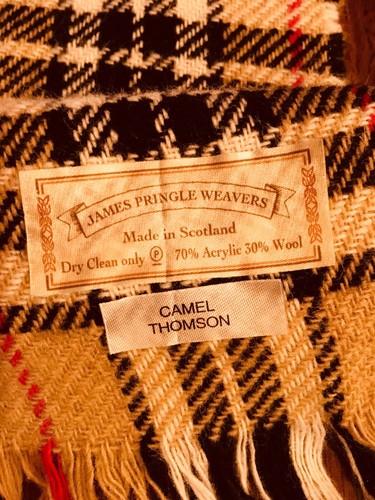 JAMES PRINGLE WEAVERS
Made in Scotland
Dry Clean only Ⓟ 70% Acrylic 30% Wool
CAMEL
THOMSON